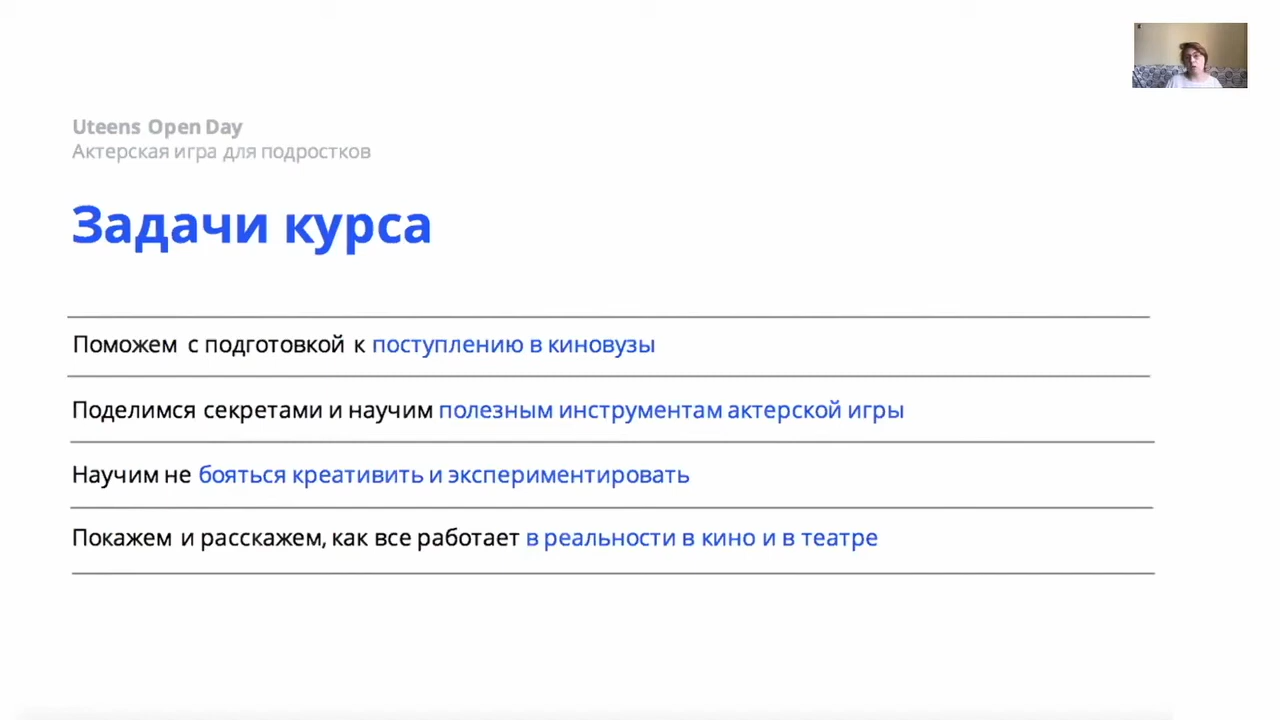 Uteens Open Day
Актерская игра для подростков
Задачи курса
Поможем с подготовкой к поступлению в киновузы
Поделимся секретами и научим полезным инструментам актерской игры
Научим не бояться креативить и экспериментировать
Покажем и расскажем, как все работает в реальности в кино и в театре